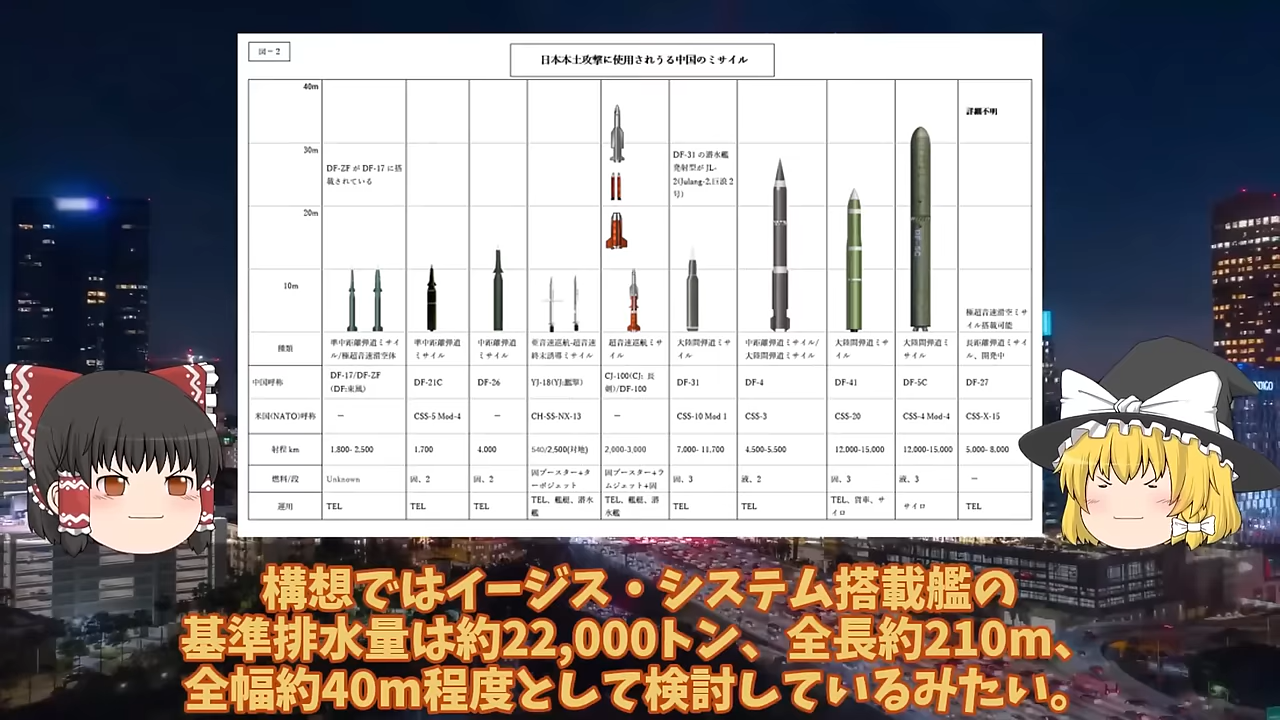 図－2
日本本土攻撃に使用されうる中国のミサイル
40m
30m
20m
10m
DF-ZF が DF-17 に搭
載されている
DF-31 の潜水艦
発射型が JL-
2(Julang-2,巨浪 2
号)
詳細不明
極超音速滑空ミサ
イル搭載可能
種類
準中距離弾道ミサイ
ル/極超音速滑空体
準中距離弾道
ミサイル
中距離弾道
ミサイル
亜音速巡航-超音速
終末誘導ミサイル
超音速巡航ミサ
イル
大陸間弾道ミ
サイル
中距離弾道ミサイル/
大陸間弾道ミサイル
大陸間弾道ミサ
イル
大陸間弾道ミ
サイル
長距離弾道ミサイ
ル、開発中
中国呼称
DF-17/DF-ZF
(DF:東風)
DF-21C
DF-26
YJ-18(YJ:鷹撃)
CJ-100(CJ: 長
剣)/DF-100
DF-31
DF-4
DF-41
DF-5C
DF-27
米国(NATO)呼称
－
CSS-5 Mod-4
－
CH-SS-NX-13
－
CSS-10 Mod 1
CSS-3
CSS-20
CSS-4 Mod-4
CSS-X-15
射程 km
1,800- 2,500
1,700
4,000
540/2,500(対地)
2,000-3,000
7,000- 11,700
4,500-5,500
12,000-15,000
12,000-15,000
5,000- 8,000
燃料/段
Unknown
固、2
固、2
固ブースター+タ
ーボジェット
固ブースター+ラ
ムジェット+固
固、3
液、2
固、3
液、3
－
運用
TEL
TEL
TEL
TEL、艦艇、潜水
艦
TEL、艦艇、潜
水艦
TEL
TEL
TEL、貨車、サ
イロ
サイロ
TEL
DF-5C
構想ではイージス・システム搭載艦の
基準排水量は約22,000トン、全長約210m、
全幅約40m程度として検討しているみたい。